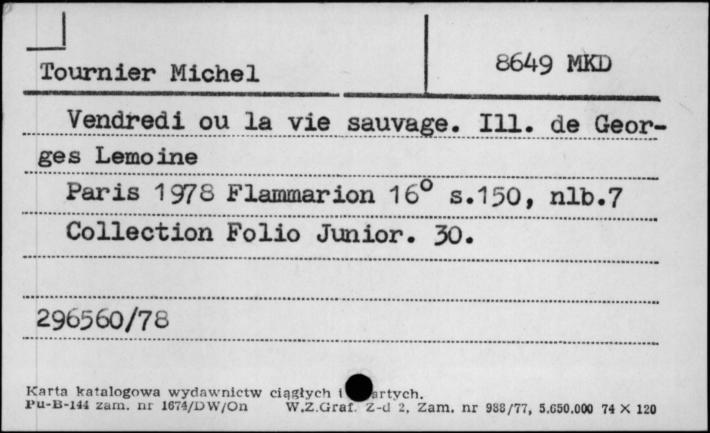 Tournier Michel
8649 MKD
Vendredi ou la vie sauvage. Ill. de Geor-
ges Lemoine
Paris 1978 Flammarion 16° s.150, nlb.7
Collection Folio Junior. 30.
296560/78
Karta katalogowa wydawnictw ciągłych i
Pu-B-144 zam. nr 1674/DW/On W.Z.Graf. Z-d 2, Zam. nr 988/77, 5.650.000 74 X 120